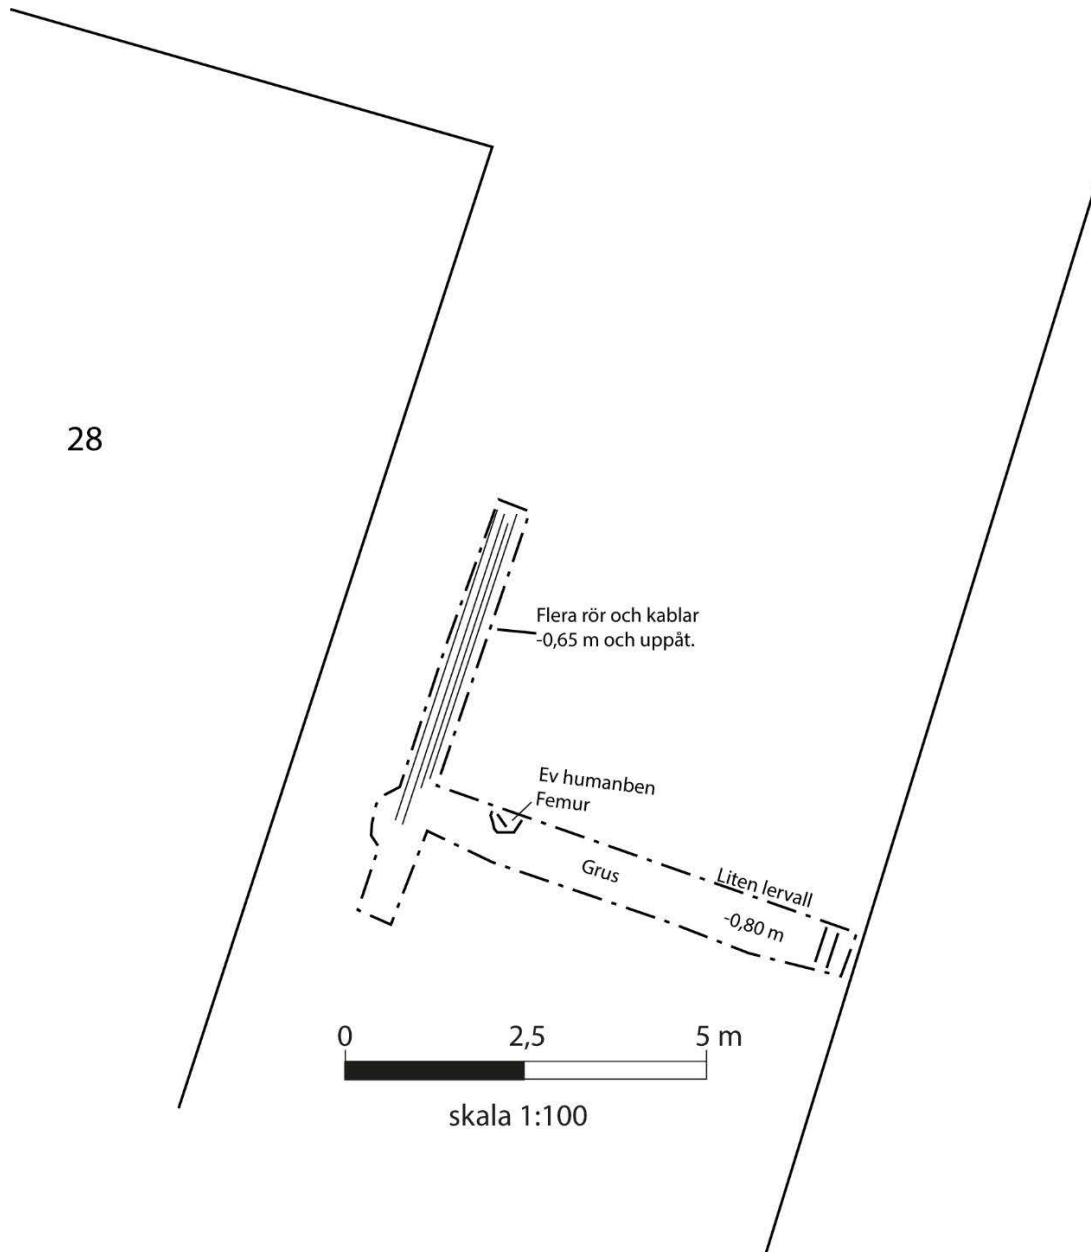 28
Flera rör och kablar
-0,65 m och uppåt.
Ev humanben
Femur
Grus
Liten lervall
-0,80 m
0 2,5 5 m
skala 1:100